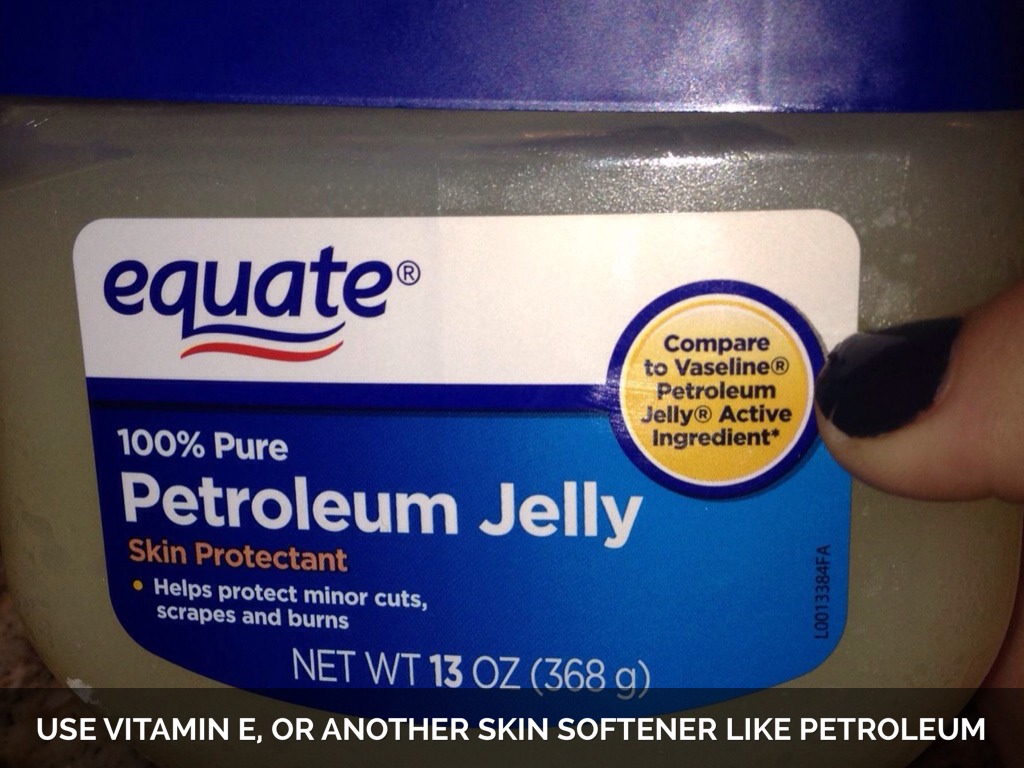 equate®
Compare
to Vaseline®
Petroleum
Jelly® Active
Ingredient*
100% Pure
Petroleum Jelly
Skin Protectant
• Helps protect minor cuts,
scrapes and burns
L0013384FA
NET WT 13 OZ (368 g)
USE VITAMIN E, OR ANOTHER SKIN SOFTENER LIKE PETROLEUM